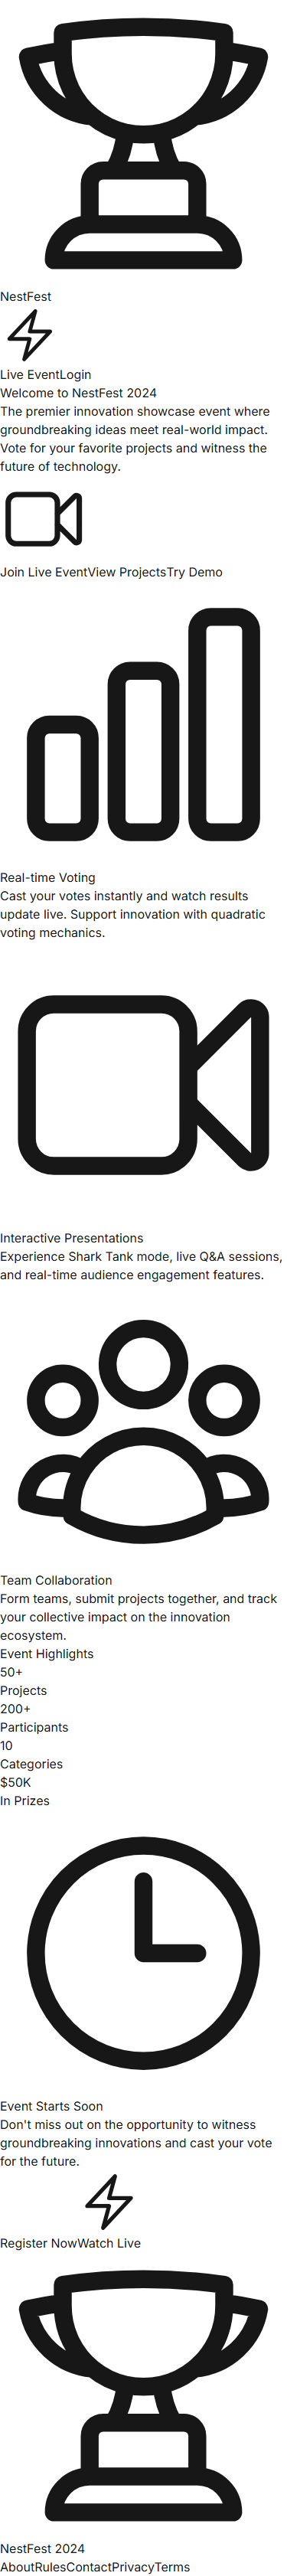 NestFest
Live EventLogin
Welcome to NestFest 2024
The premier innovation showcase event where
groundbreaking ideas meet real-world impact.
Vote for your favorite projects and witness the
future of technology.
Join Live EventView ProjectsTry Demo
Real-time Voting
Cast your votes instantly and watch results
update live. Support innovation with quadratic
voting mechanics.
Interactive Presentations
Experience Shark Tank mode, live Q&A sessions,
and real-time audience engagement features.
Team Collaboration
Form teams, submit projects together, and track
your collective impact on the innovation
ecosystem.
Event Highlights
50+
Projects
200+
Participants
10
Categories
$50K
In Prizes
Event Starts Soon
Don't miss out on the opportunity to witness
groundbreaking innovations and cast your vote
for the future.
Register NowWatch Live
NestFest 2024
AboutRulesContactPrivacyTerms